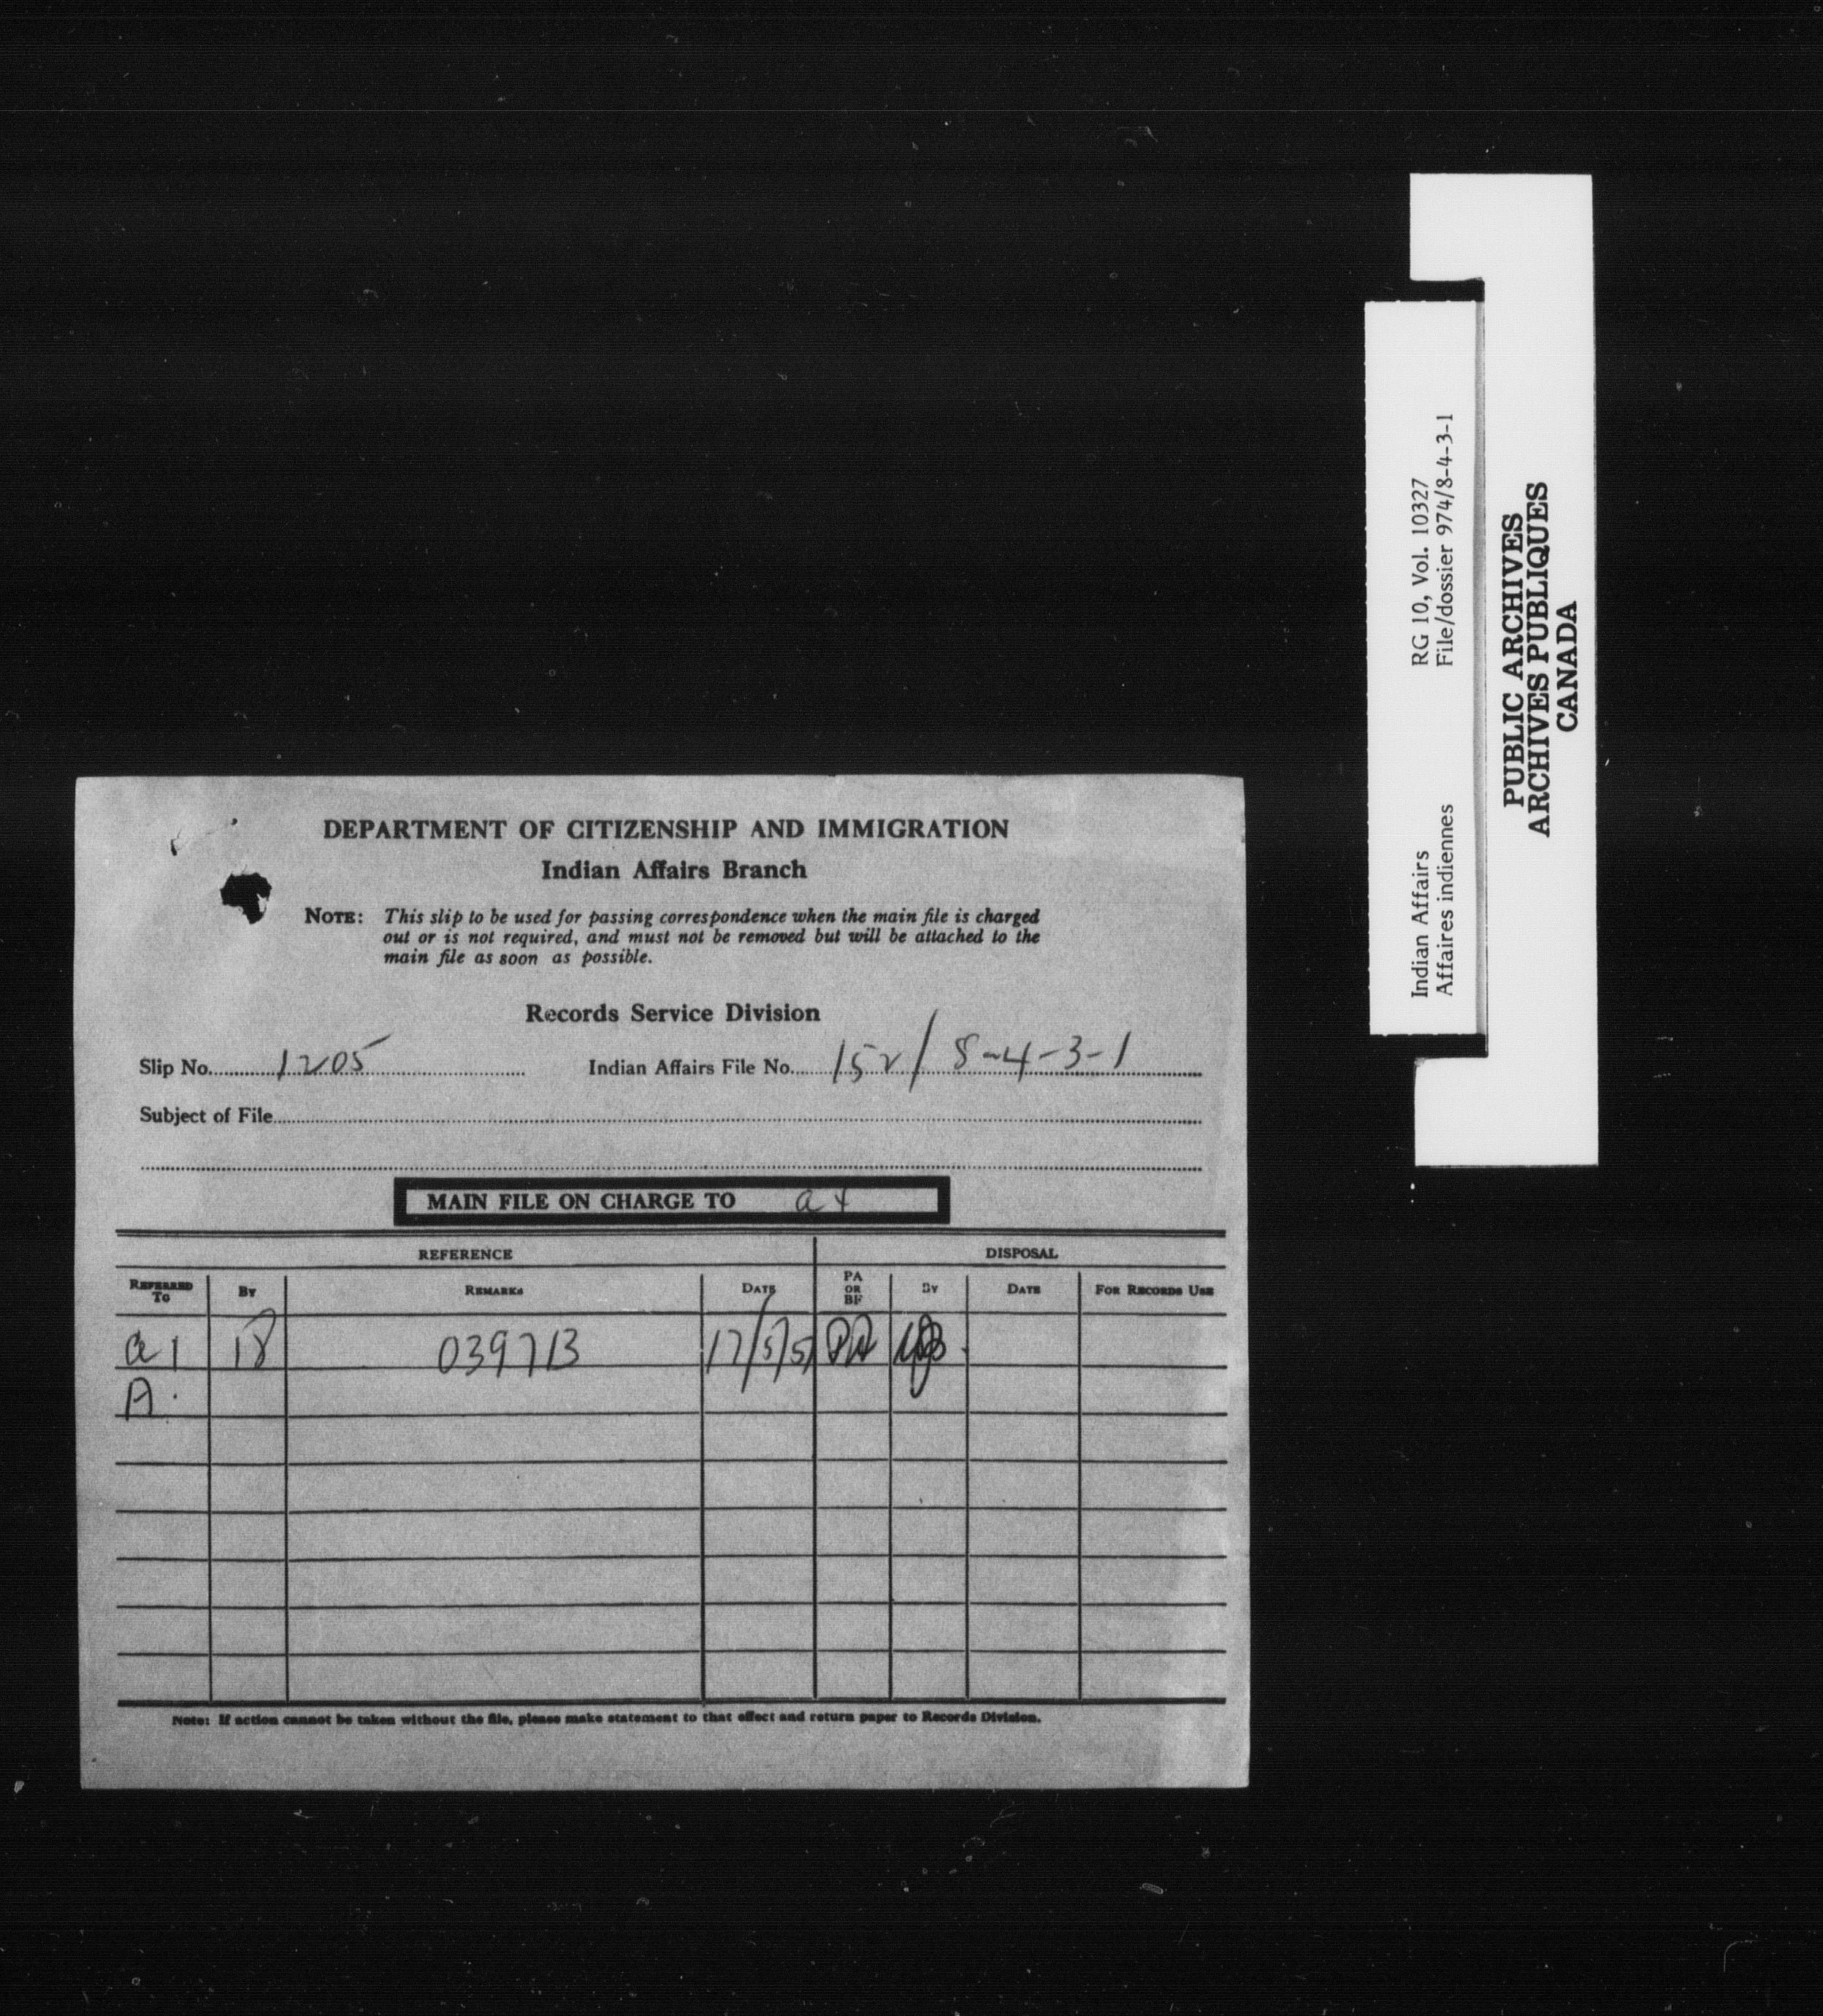 DEPARTMENT OF CITIZENSHIP AND IMMIGRATION
Indian Affairs Branch
NOTE: This slip to be used for passing correspondence when the main file is charged
out or is not required, and must not be removed but will be attached to the
main file as soon as possible.
Records Service Division
Slip No. 1205 Indian Affairs File No. 152/8-4-3-1
Subject of File
MAIN FILE ON CHARGE TO
REFERENCE DISPOSAL
REFERRED TO BY REMARKS DATE PA OR BF BY DATE FOR RECORDS USE
a1 18 039713 17/5/5 PA
A.
Note: If action cannot be taken without the file, please make statement to that effect and return paper to Records Division.
Indian Affairs RG 10, Vol. 10327
Affaires indiennes File/dossier 974/8-4-3-1
PUBLIC ARCHIVES
ARCHIVES PUBLIQUES
CANADA